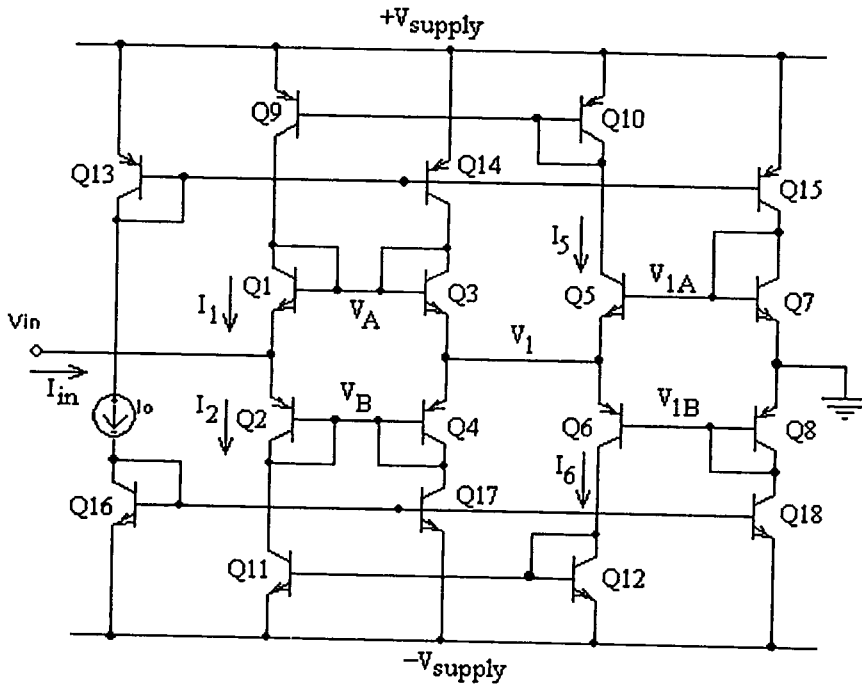 +Vsupply
Q9
Q10
Q13
Q14
Q15
I5
Q1
Q3
Q5
V1A
Q7
I1
VA
V1
Vin
Iin
Io
I2
Q2
VB
Q4
Q6
V1B
Q8
I6
Q16
Q17
Q18
Q11
Q12
−Vsupply